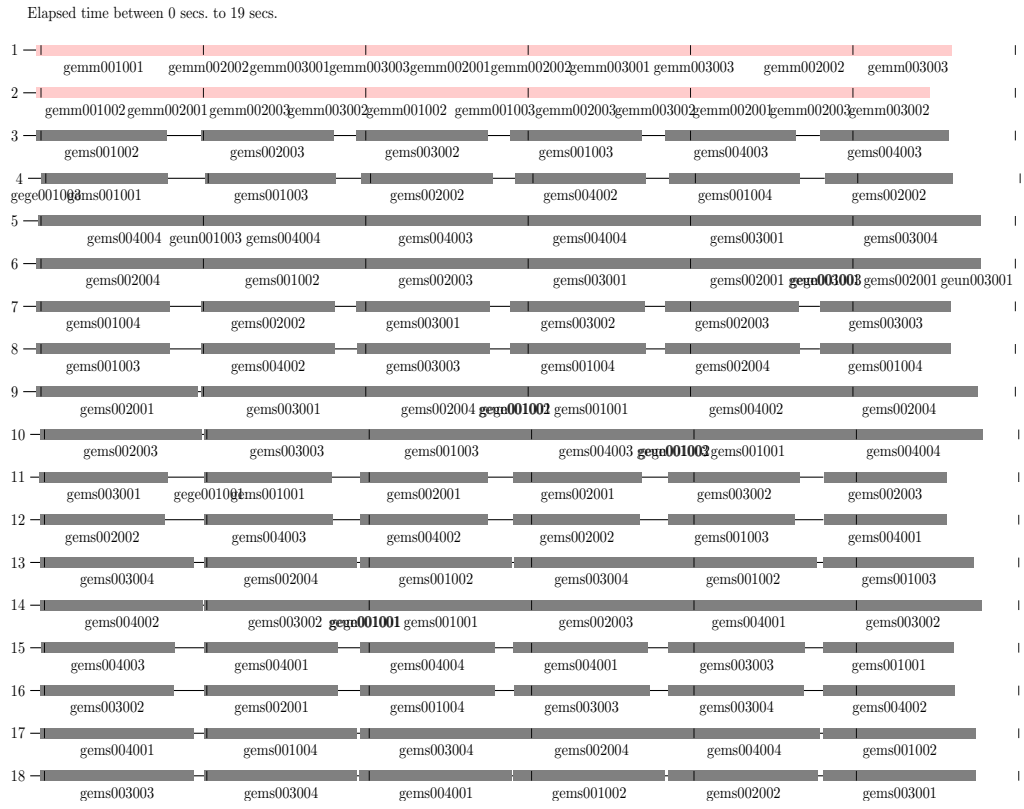 Elapsed time between 0 secs. to 19 secs.
1
gemm001001 gemm002002 gemm003001 gemm003003 gemm002001 gemm002002 gemm003001 gemm003003 gemm002002 gemm003003
2
gemm001002 gemm002001 gemm002003 gemm003002 gemm001002 gemm001003 gemm002003 gemm003002 gemm002001 gemm002003 gemm003002
3
gems001002 gems002003 gems003002 gems001003 gems004003 gems004003
4
gege001003 gems001001 gems001003 gems002002 gems004002 gems001004 gems002002
5
gems004004 geun001003 gems004004 gems004003 gems004004 gems003001 gems003004
6
gems002004 gems001002 gems002003 gems003001 gems002001 gems002001 geun003001
7
gems001004 gems002002 gems003001 gems003002 gems002003 gems003003
8
gems001003 gems004002 gems003003 gems001004 gems002004 gems001004
9
gems002001 gems003001 gems002004 gems001001 gems004002 gems002004
10
gems002003 gems003003 gems001003 gems004003 gems001001 gems004004
11
gems003001 gege001001 gems001001 gems002001 gems002001 gems003002 gems002003
12
gems002002 gems004003 gems004002 gems002002 gems001003 gems004001
13
gems003004 gems002004 gems001002 gems003004 gems001002 gems001003
14
gems004002 gems003002 gems001001 gems002003 gems004001 gems003002
15
gems004003 gems004001 gems004004 gems004001 gems003003 gems001001
16
gems003002 gems002001 gems001004 gems003003 gems003004 gems004002
17
gems004001 gems001004 gems003004 gems002004 gems004004 gems001002
18
gems003003 gems003004 gems004001 gems001002 gems002002 gems003001